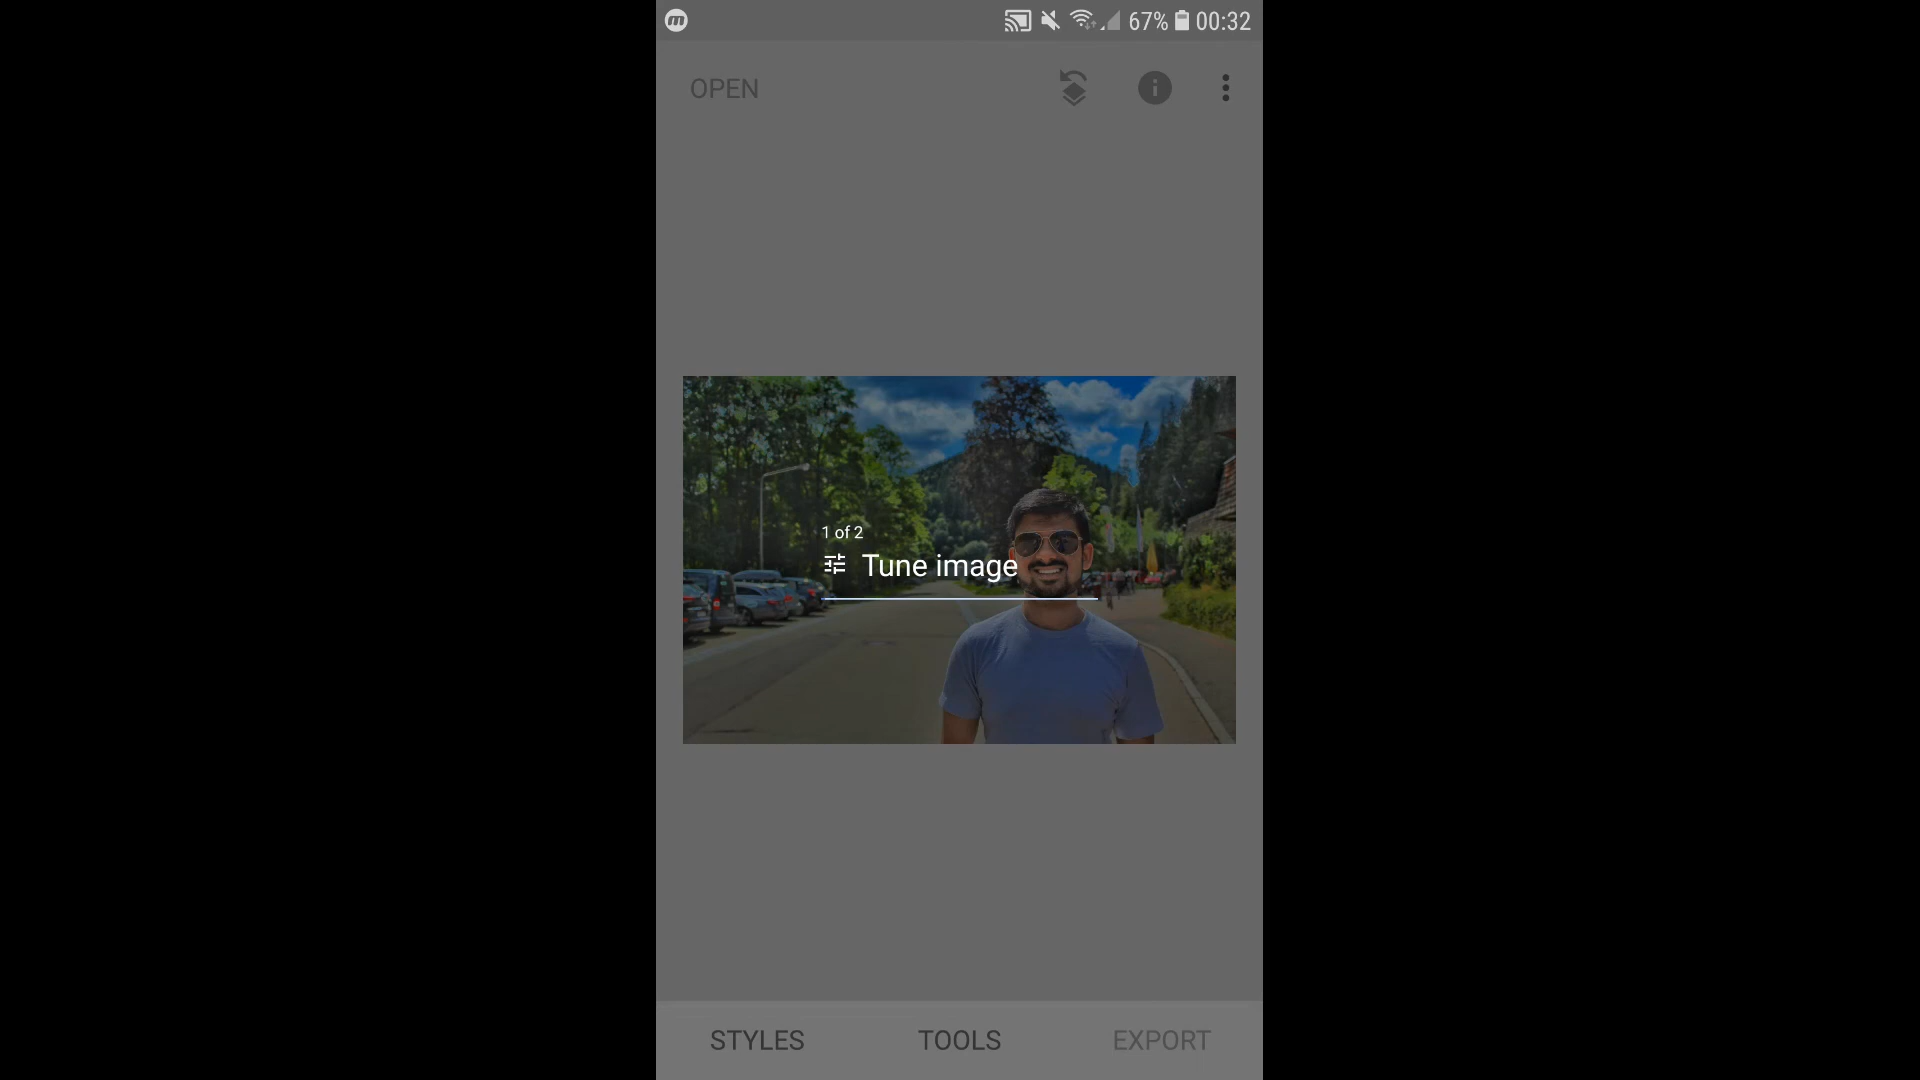 67% 00:32
OPEN
1 of 2
Tune image
STYLES TOOLS EXPORT